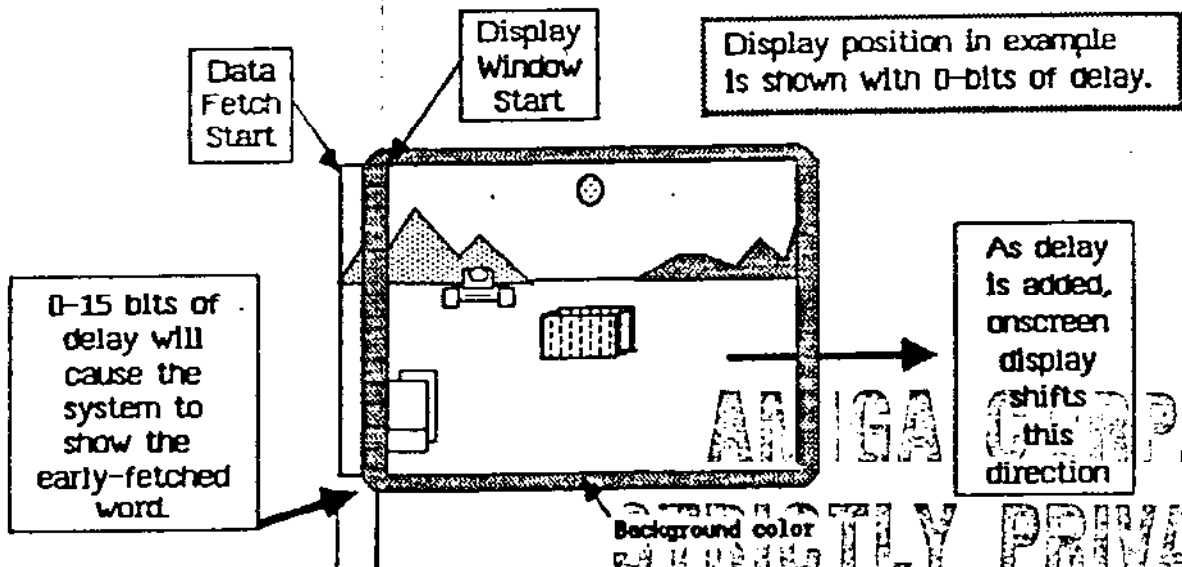 Data
Fetch
Start
Display
Window
Start
Display position in example
is shown with 0-bits of delay.
0-15 bits of
delay will
cause the
system to
show the
early-fetched
word.
As delay
is added,
onscreen
display
shifts
this
direction
Background color
AMIGA
STRICTLY